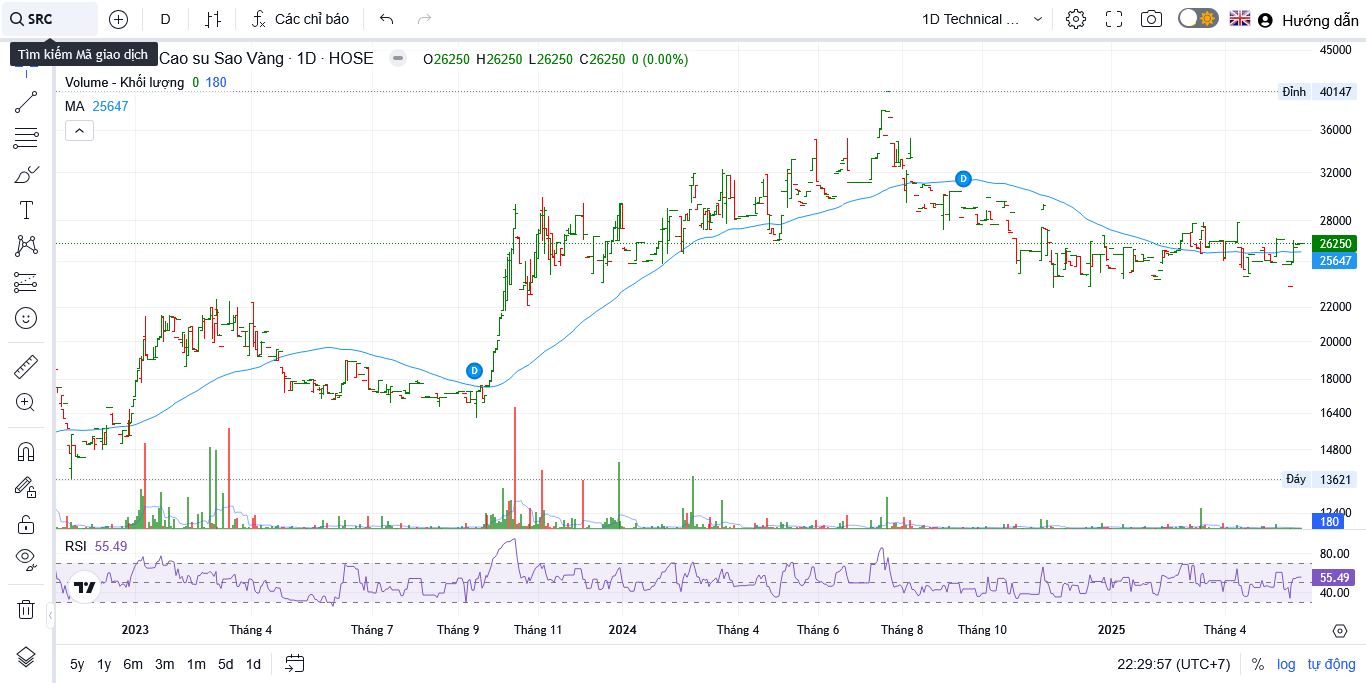 SRC D Các chỉ báo 1D Technical ... Hướng dẫn
Tìm kiếm Mã giao dịch
Cao su Sao Vàng · 1D · HOSE O26250 H26250 L26250 C26250 0 (0.00%)
Volume - Khối lượng 0 180
MA 25647
45000
Đỉnh 40147
36000
32000
D
28000
26250
25647
22000
20000
D
18000
16400
14800
Đáy 13621
12400
180
RSI 55.49
80.00
55.49
40.00
2023 Tháng 4 Tháng 7 Tháng 9 Tháng 11 2024 Tháng 4 Tháng 6 Tháng 8 Tháng 10 2025 Tháng 4
5y 1y 6m 3m 1m 5d 1d 22:29:57 (UTC+7) % log tự động